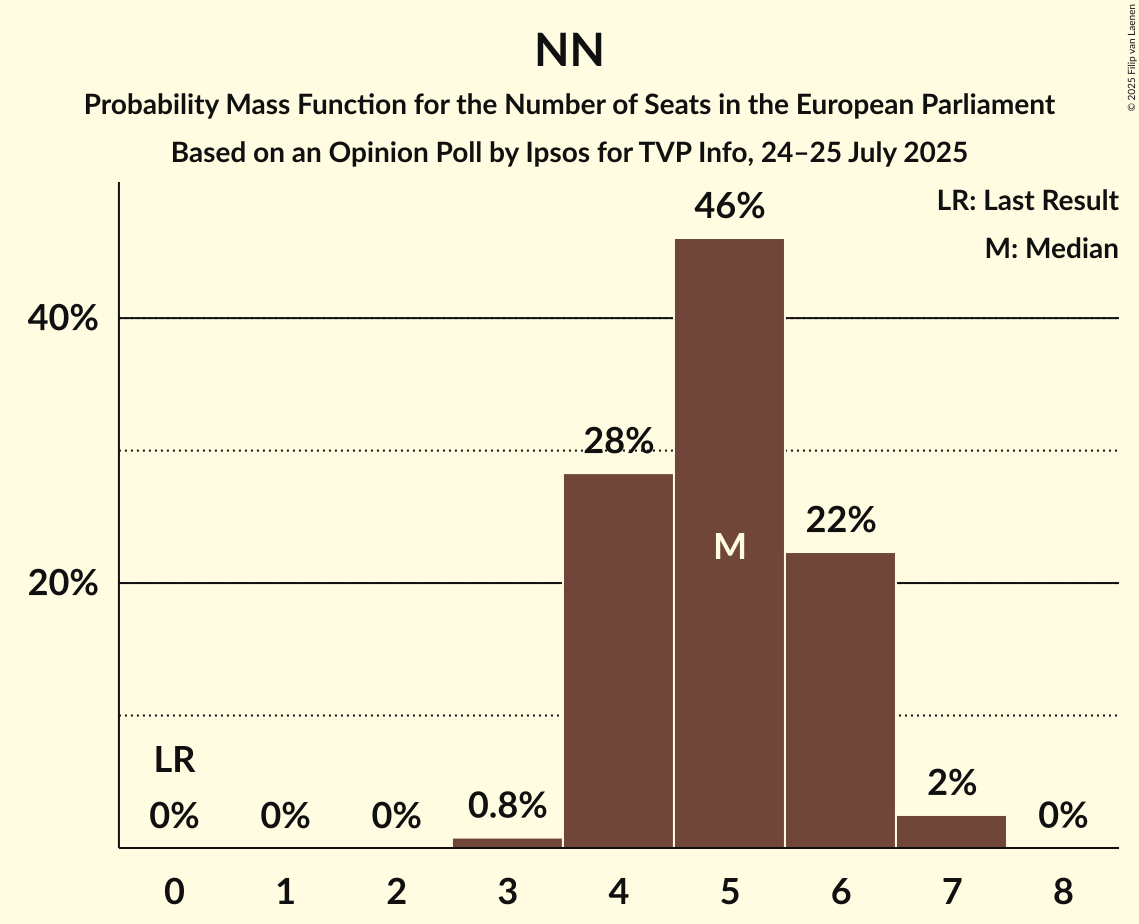 NN
Probability Mass Function for the Number of Seats in the European Parliament
Based on an Opinion Poll by Ipsos for TVP Info, 24–25 July 2025
© 2025 Filip van Laenen
LR: Last Result
M: Median
46%
40%
28%
22%
M
20%
LR
0%
0%
0%
0.8%
2%
0%
0 1 2 3 4 5 6 7 8